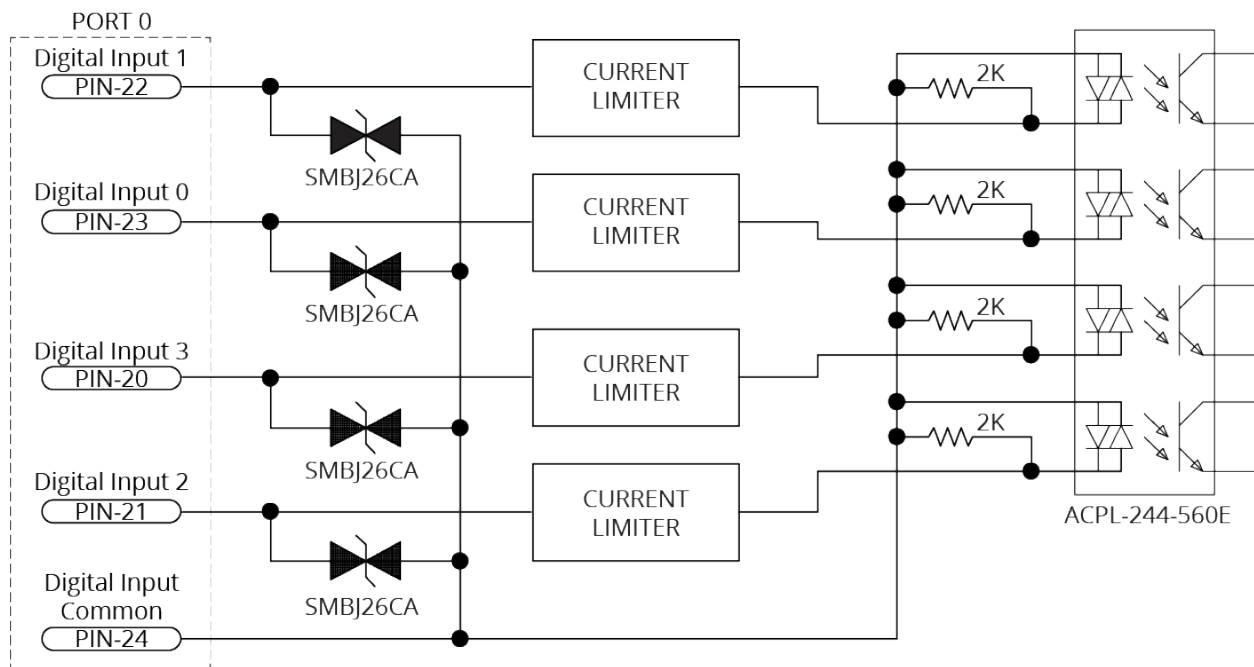 PORT 0
Digital Input 1
PIN-22
CURRENT
LIMITER
2K
SMBJ26CA
Digital Input 0
PIN-23
CURRENT
LIMITER
2K
SMBJ26CA
Digital Input 3
PIN-20
CURRENT
LIMITER
2K
SMBJ26CA
Digital Input 2
PIN-21
CURRENT
LIMITER
2K
SMBJ26CA
ACPL-244-560E
Digital Input
Common
PIN-24